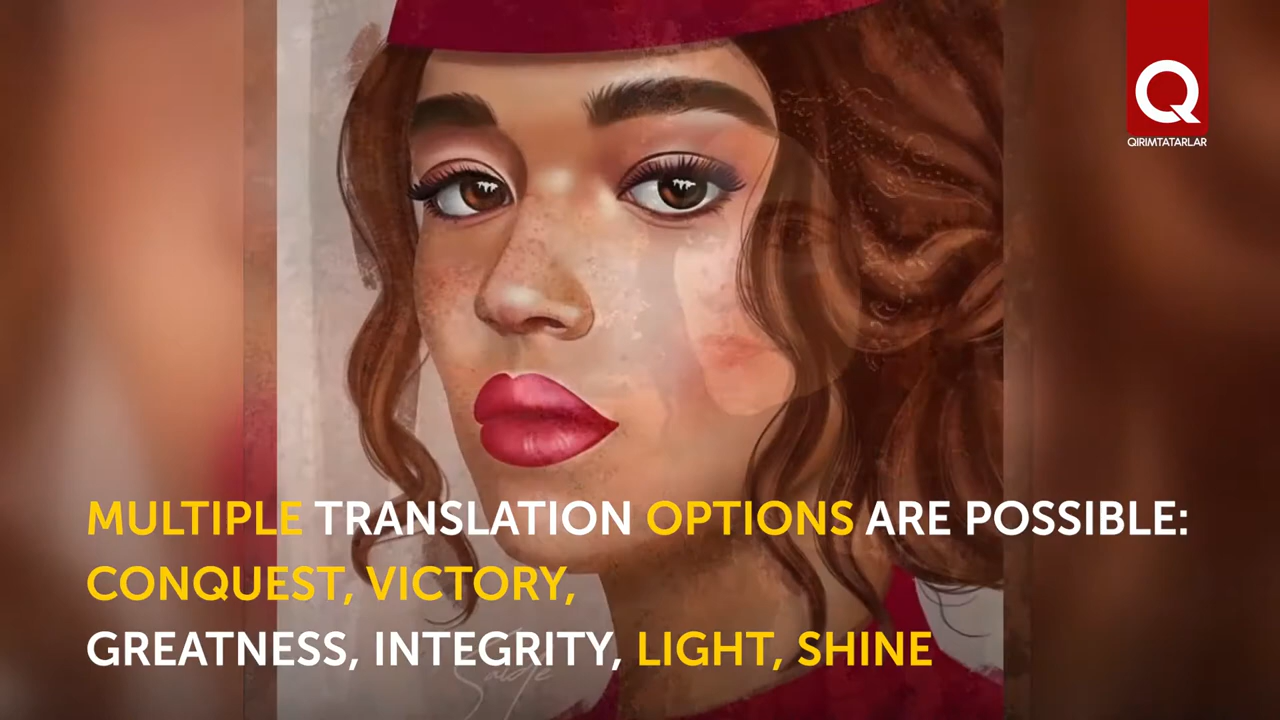 QIRIMTATARLAR
MULTIPLE TRANSLATION OPTIONS ARE POSSIBLE:
CONQUEST, VICTORY,
GREATNESS, INTEGRITY, LIGHT, SHINE